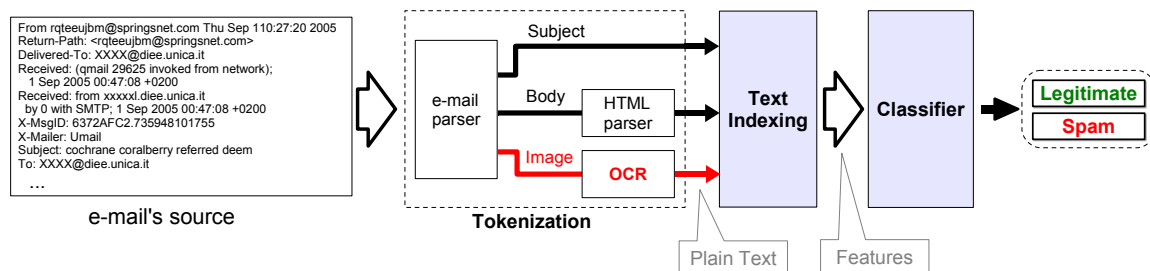 From rqteeujbm@springsnet.com Thu Sep 110:27:20 2005
Return-Path: <rqteeujbm@springsnet.com>
Delivered-To: XXXX@diee.unica.it
Received: (qmail 29625 invoked from network);
1 Sep 2005 00:47:08 +0200
Received: from xxxxxl.diee.unica.it
by 0 with SMTP; 1 Sep 2005 00:47:08 +0200
X-MsgID: 6372AFC2.735948101755
X-Mailer: Umail
Subject: cochrane coralberry referred deem
To: XXXX@diee.unica.it
...
e-mail's source
e-mail
parser
Subject
Body
HTML
parser
Image
OCR
Tokenization
Plain Text
Text
Indexing
Features
Classifier
Legitimate
Spam